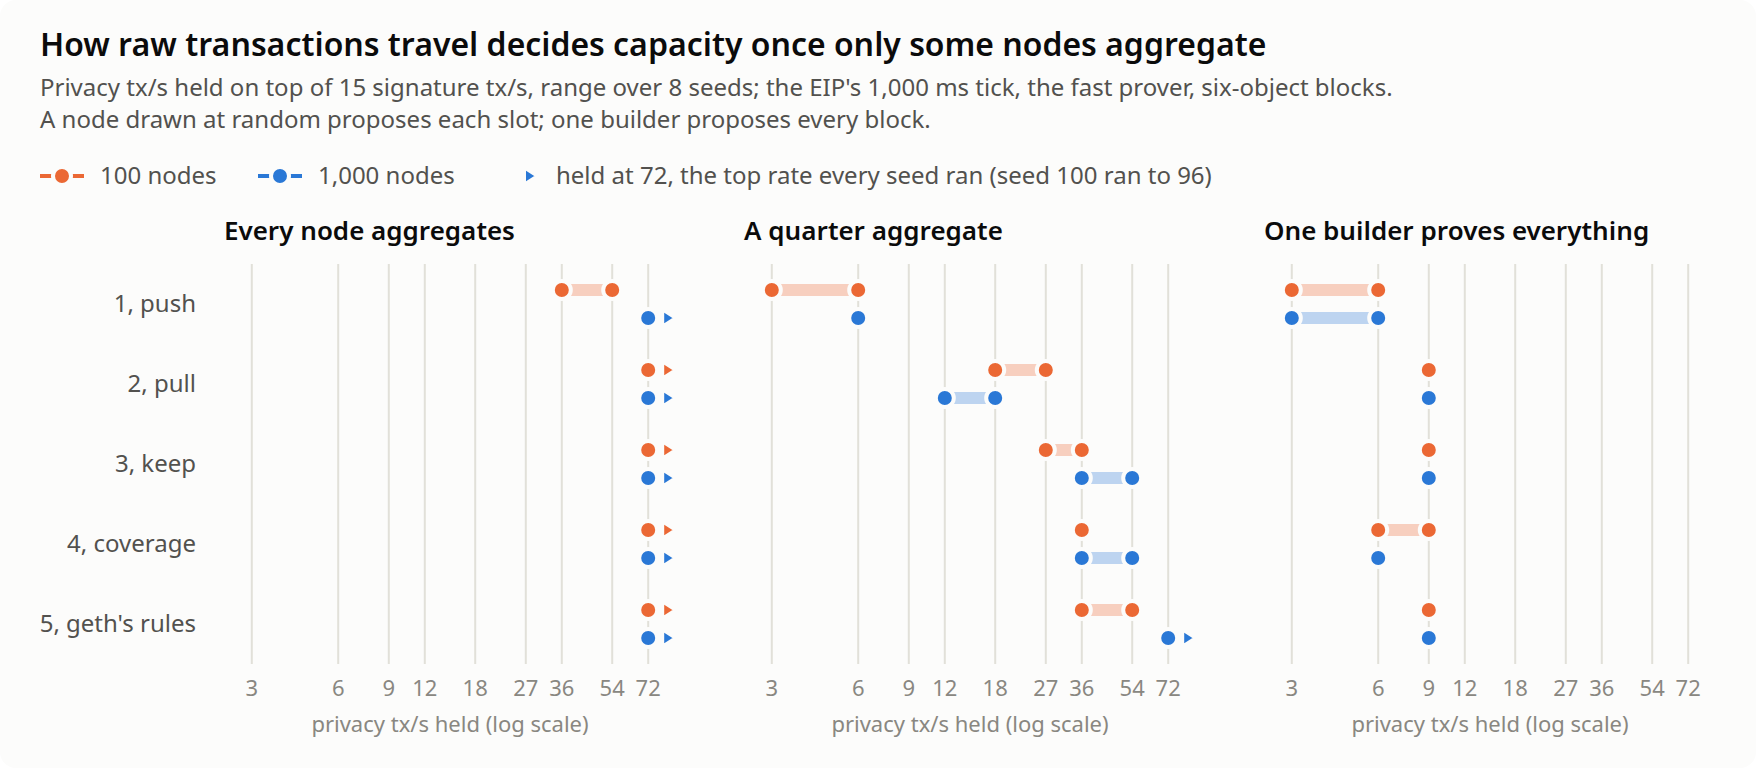 How raw transactions travel decides capacity once only some nodes aggregate
Privacy tx/s held on top of 15 signature tx/s, range over 8 seeds; the EIP's 1,000 ms tick, the fast prover, six-object blocks.
A node drawn at random proposes each slot; one builder proposes every block.
100 nodes 1,000 nodes held at 72, the top rate every seed ran (seed 100 ran to 96)
Every node aggregates A quarter aggregate One builder proves everything
1, push
2, pull
3, keep
4, coverage
5, geth's rules
3 6 9 12 18 27 36 54 72 3 6 9 12 18 27 36 54 72 3 6 9 12 18 27 36 54 72
privacy tx/s held (log scale) privacy tx/s held (log scale) privacy tx/s held (log scale)